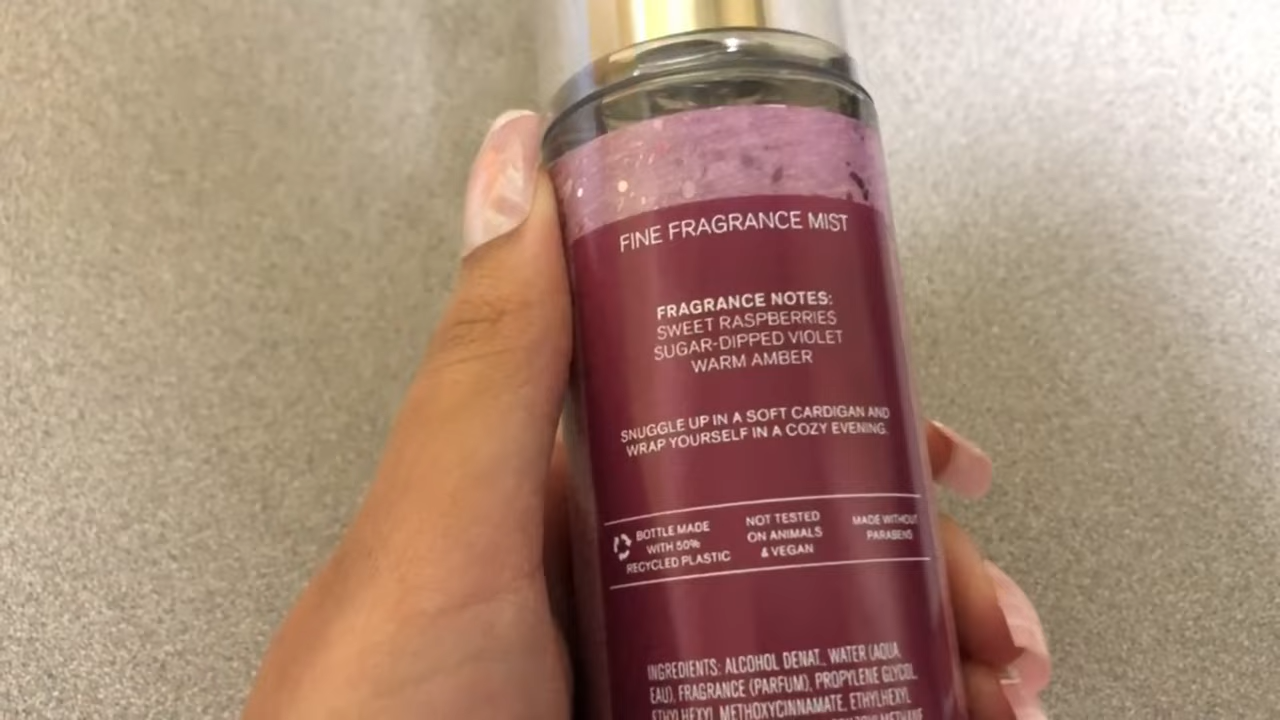 FINE FRAGRANCE MIST
FRAGRANCE NOTES:
SWEET RASPBERRIES
SUGAR-DIPPED VIOLET
WARM AMBER
SNUGGLE UP IN A SOFT CARDIGAN AND
WRAP YOURSELF IN A COZY EVENING.
BOTTLE MADE
WITH 50%
RECYCLED PLASTIC
NOT TESTED
ON ANIMALS
& VEGAN
MADE WITHOUT
PARABENS
INGREDIENTS: ALCOHOL DENAT., WATER (AQUA,
EAU), FRAGRANCE (PARFUM), PROPYLENE GLYCOL,
ETHYLHEXYL METHOXYCINNAMATE, ETHYLHEXYL